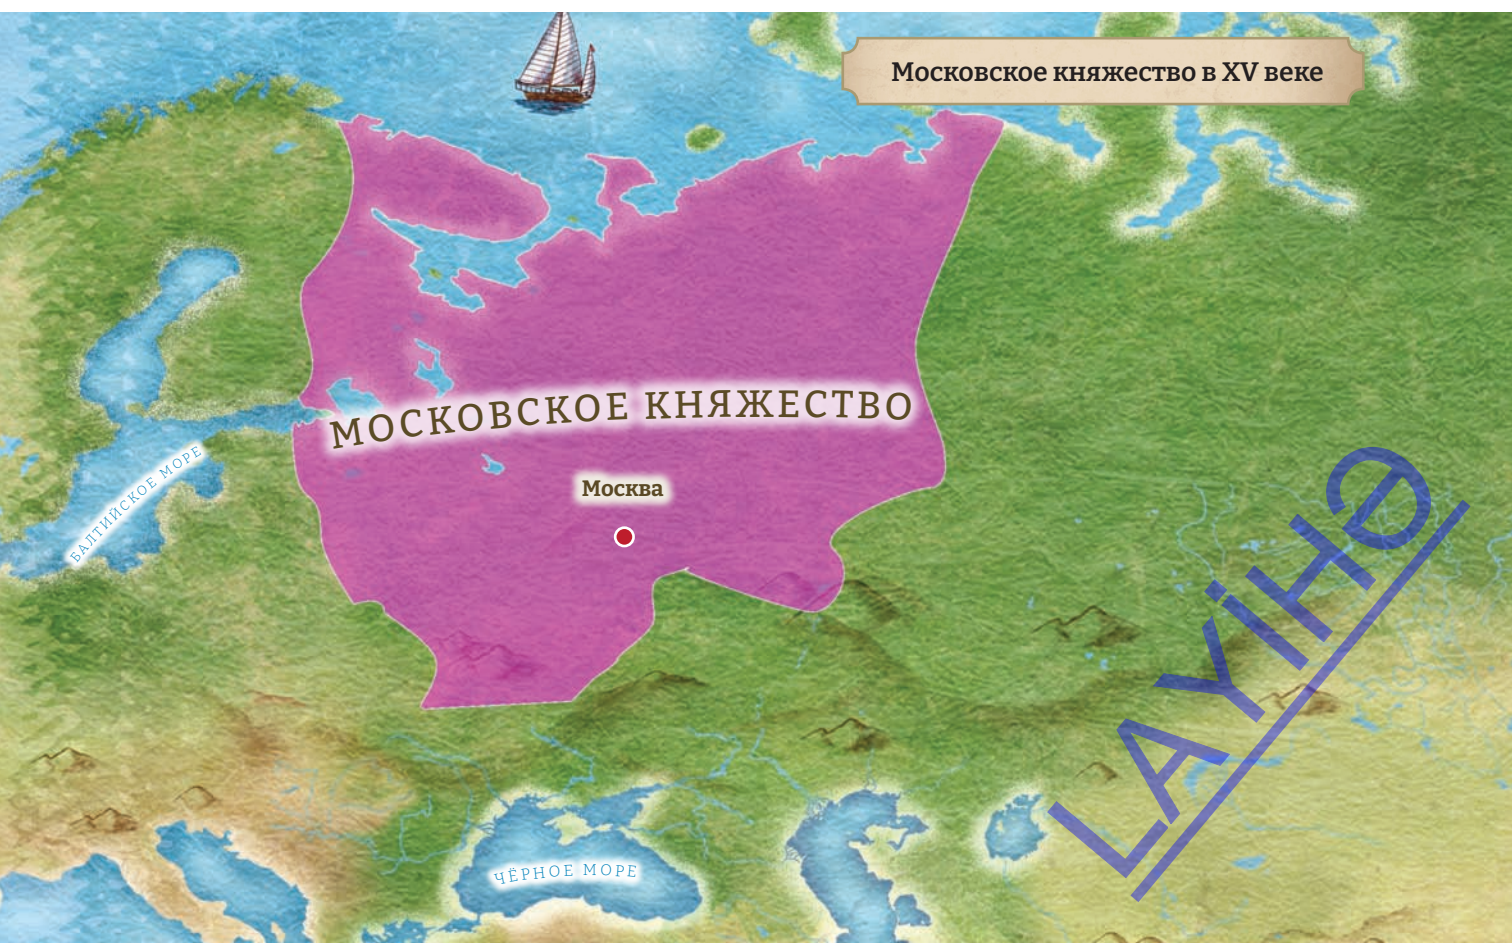 Московское княжество в XV веке
МОСКОВСКОЕ КНЯЖЕСТВО
Москва
БАЛТИЙСКОЕ МОРЕ
ЧЁРНОЕ МОРЕ
LAYİHƏ